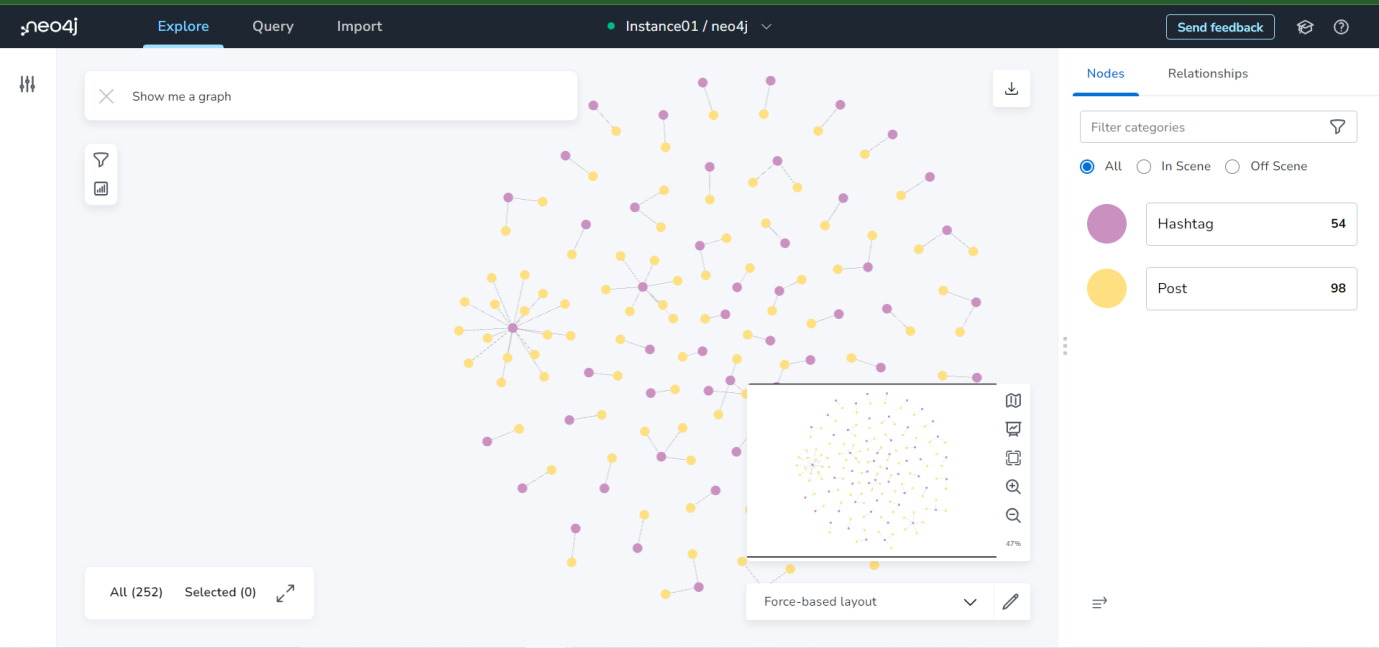 neo4j Explore Query Import Instance01 / neo4j Send feedback
Show me a graph
Nodes Relationships
Filter categories
All In Scene Off Scene
Hashtag 54
Post 98
47%
All (252) Selected (0)
Force-based layout